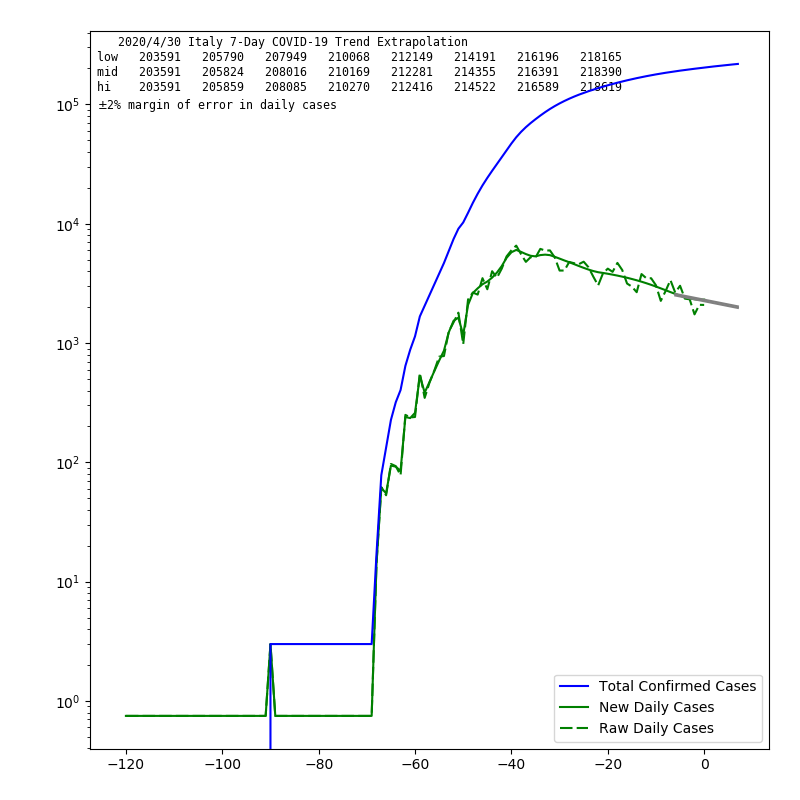 2020/4/30 Italy 7-Day COVID-19 Trend Extrapolation
low 203591 205790 207949 210068 212149 214191 216196 218165
mid 203591 205824 208016 210169 212281 214355 216391 218390
hi 203591 205859 208085 210270 212416 214522 216589 218619
±2% margin of error in daily cases
10⁵
10⁴
10³
10²
10¹
10⁰
Total Confirmed Cases
New Daily Cases
Raw Daily Cases
−120 −100 −80 −60 −40 −20 0